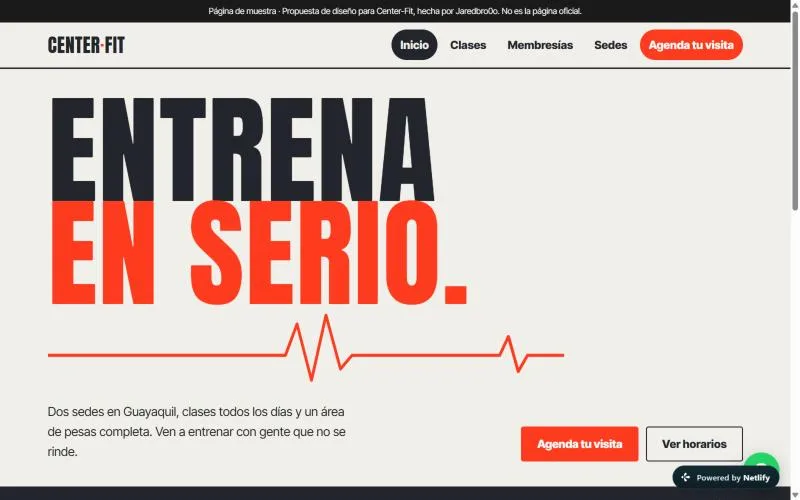 Página de muestra · Propuesta de diseño para Center-Fit, hecha por Jaredbro0o. No es la página oficial.
CENTER·FIT
Inicio
Clases
Membresías
Sedes
Agenda tu visita
ENTRENA
EN SERIO.
Dos sedes en Guayaquil, clases todos los días y un área
de pesas completa. Ven a entrenar con gente que no se
rinde.
Agenda tu visita
Ver horarios
Powered by Netlify